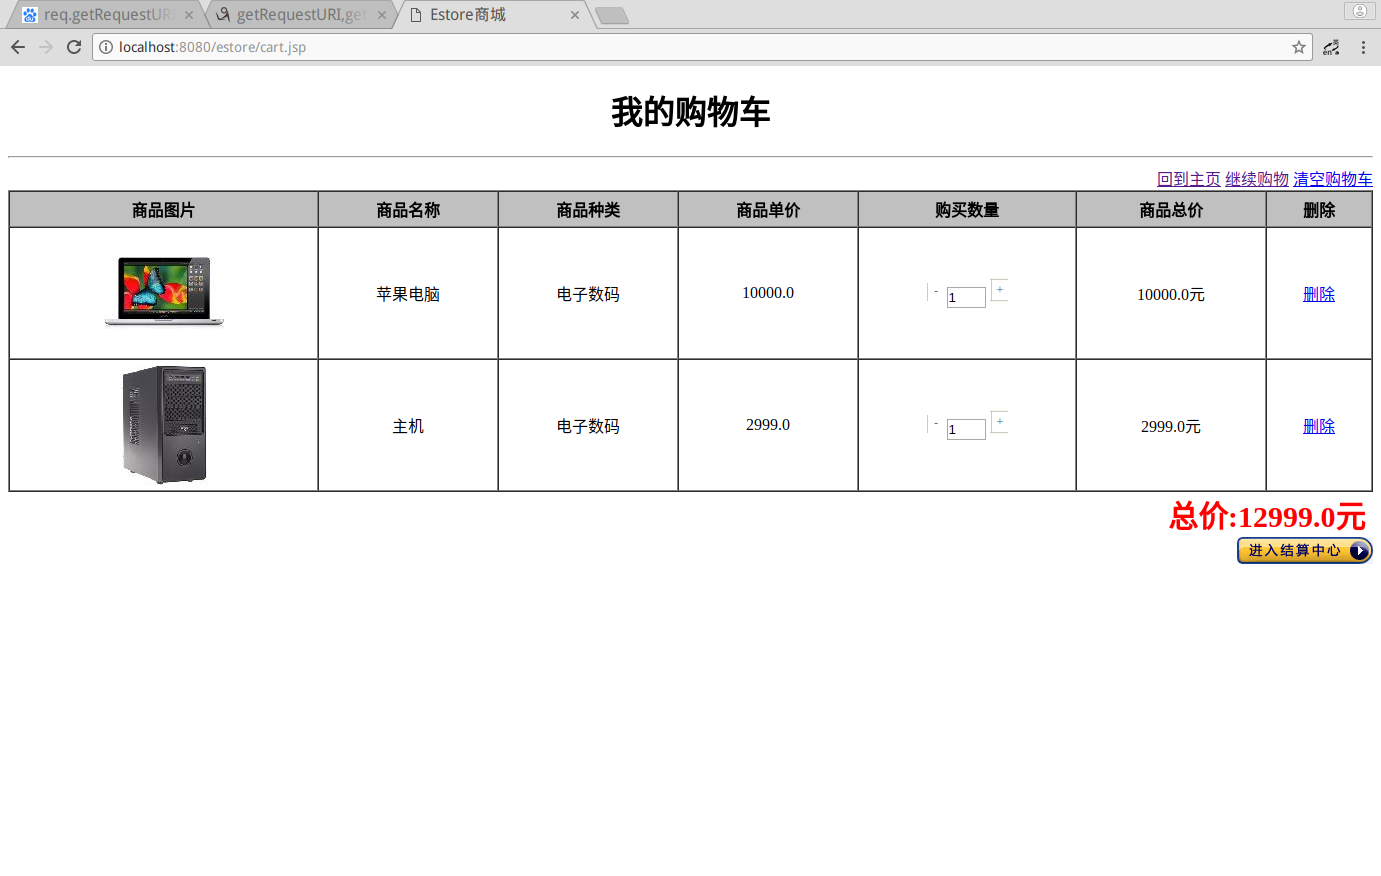 req.getRequestURI
getRequestURI,get
Estore商城
localhost:8080/estore/cart.jsp
en
我的购物车
回到主页 继续购物 清空购物车
商品图片 商品名称 商品种类 商品单价 购买数量 商品总价 删除
苹果电脑 电子数码 10000.0 - 1 + 10000.0元 删除
主机 电子数码 2999.0 - 1 + 2999.0元 删除
总价:12999.0元
进入结算中心